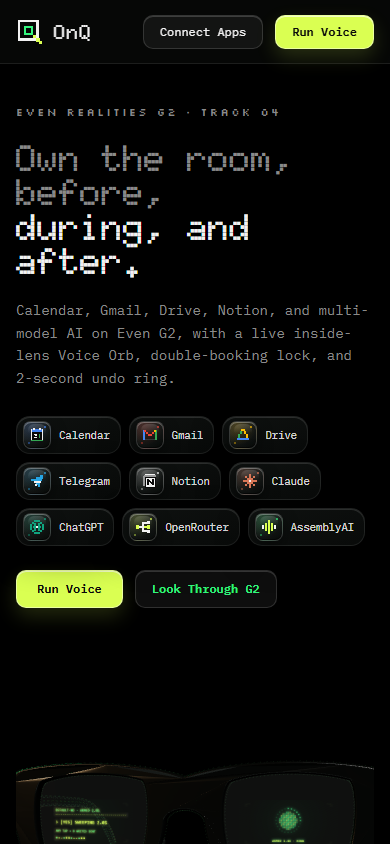 OnQ
Connect Apps
Run Voice
EVEN REALITIES G2 · TRACK 04
Own the room,
before,
during, and
after.
Calendar, Gmail, Drive, Notion, and multi-
model AI on Even G2, with a live inside-
lens Voice Orb, double-booking lock, and
2-second undo ring.
Calendar
Gmail
Drive
Telegram
Notion
Claude
ChatGPT
OpenRouter
AssemblyAI
Run Voice
Look Through G2